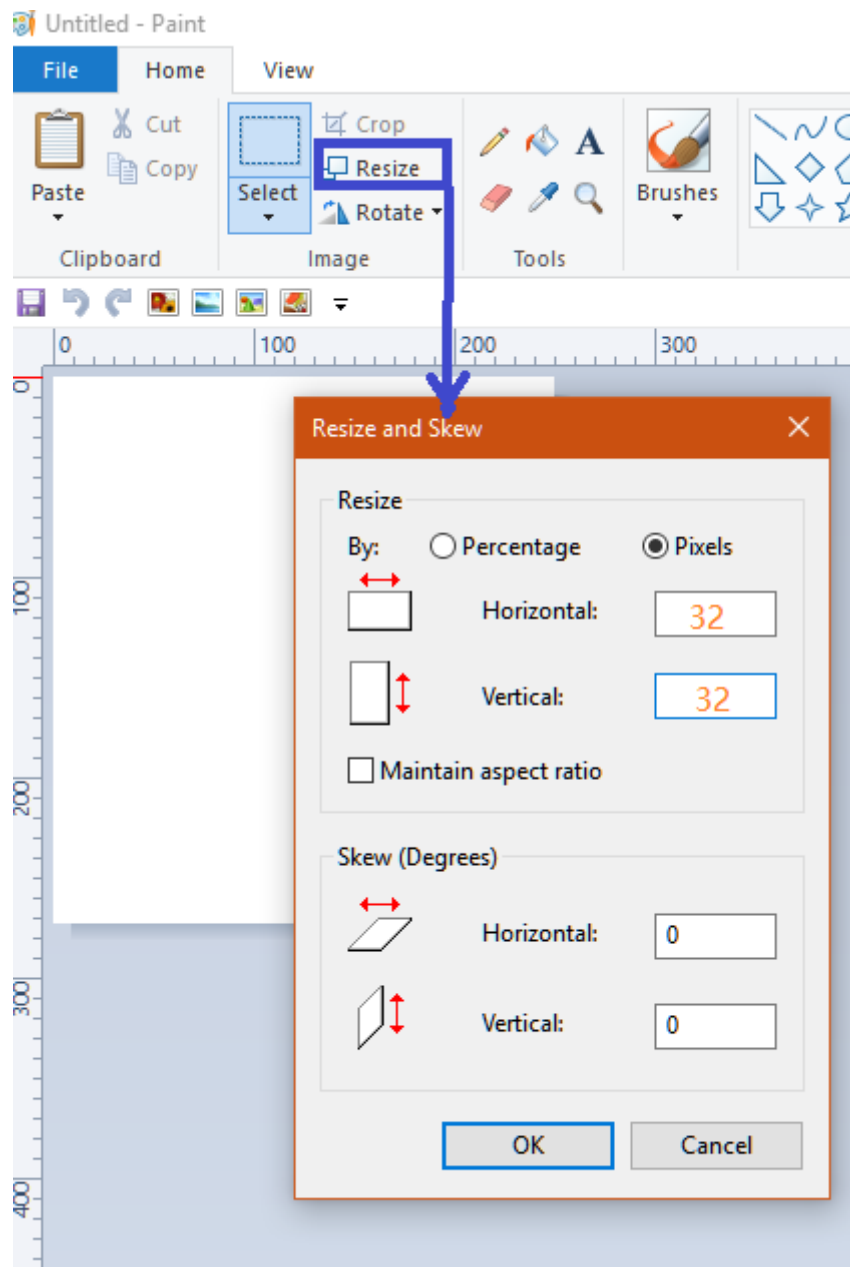 Untitled - Paint
File Home View
Cut
Copy
Paste
Clipboard
Select
Crop
Resize
Rotate
Image
A
Tools
Brushes
0 100 200 300
0
100
200
300
400
Resize and Skew
Resize
By: Percentage Pixels
Horizontal: 32
Vertical: 32
Maintain aspect ratio
Skew (Degrees)
Horizontal: 0
Vertical: 0
OK Cancel